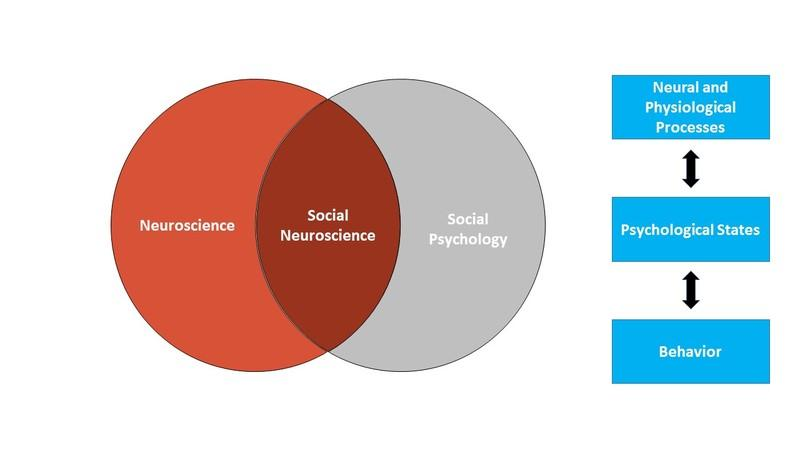 Neuroscience
Social
Neuroscience
Social
Psychology
Neural and
Physiological
Processes
Psychological States
Behavior